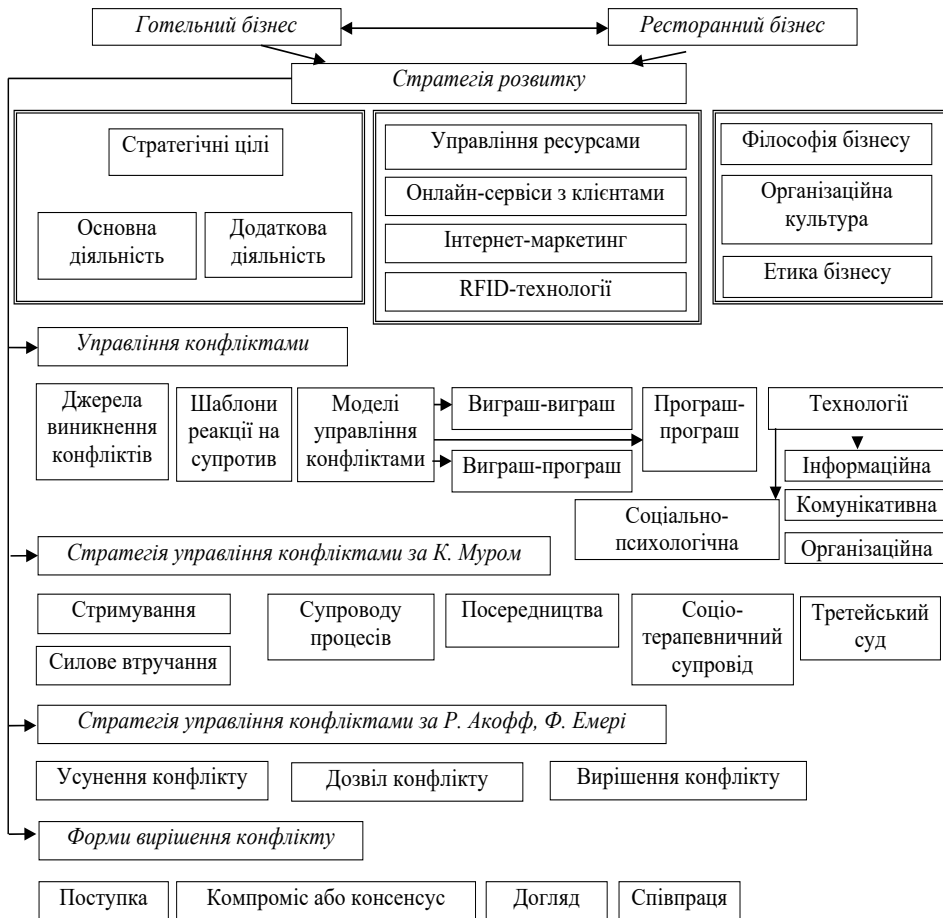 Готельний бізнес
Ресторанний бізнес
Стратегія розвитку
Стратегічні цілі
Основна
діяльність
Додаткова
діяльність
Управління ресурсами
Онлайн-сервіси з клієнтами
Інтернет-маркетинг
RFID-технології
Філософія бізнесу
Організаційна
культура
Етика бізнесу
Управління конфліктами
Джерела
виникнення
конфліктів
Шаблони
реакції на
супротив
Моделі
управління
конфліктами
Виграш-виграш
Виграш-програш
Програш-
програш
Технології
Інформаційна
Комунікативна
Організаційна
Соціально-
психологічна
Стратегія управління конфліктами за К. Муром
Стримування
Силове втручання
Супроводу
процесів
Посередництва
Соціо-
терапевничний
супровід
Третейський
суд
Стратегія управління конфліктами за Р. Акофф, Ф. Емері
Усунення конфлікту
Дозвіл конфлікту
Вирішення конфлікту
Форми вирішення конфлікту
Поступка
Компроміс або консенсус
Догляд
Співпраця